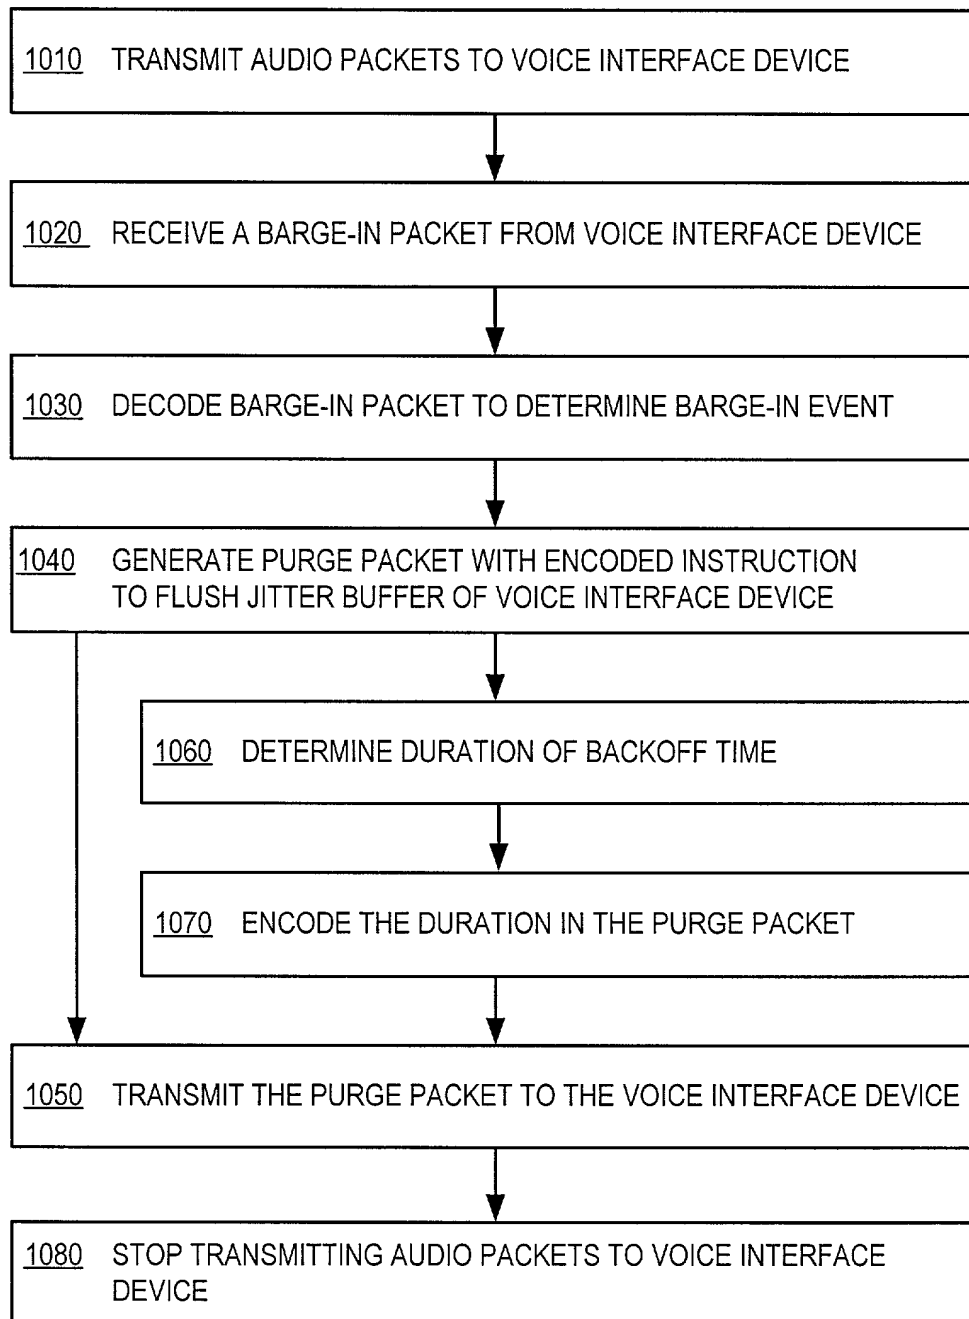 1010 TRANSMIT AUDIO PACKETS TO VOICE INTERFACE DEVICE
1020 RECEIVE A BARGE-IN PACKET FROM VOICE INTERFACE DEVICE
1030 DECODE BARGE-IN PACKET TO DETERMINE BARGE-IN EVENT
1040 GENERATE PURGE PACKET WITH ENCODED INSTRUCTION
TO FLUSH JITTER BUFFER OF VOICE INTERFACE DEVICE
1060 DETERMINE DURATION OF BACKOFF TIME
1070 ENCODE THE DURATION IN THE PURGE PACKET
1050 TRANSMIT THE PURGE PACKET TO THE VOICE INTERFACE DEVICE
1080 STOP TRANSMITTING AUDIO PACKETS TO VOICE INTERFACE
DEVICE